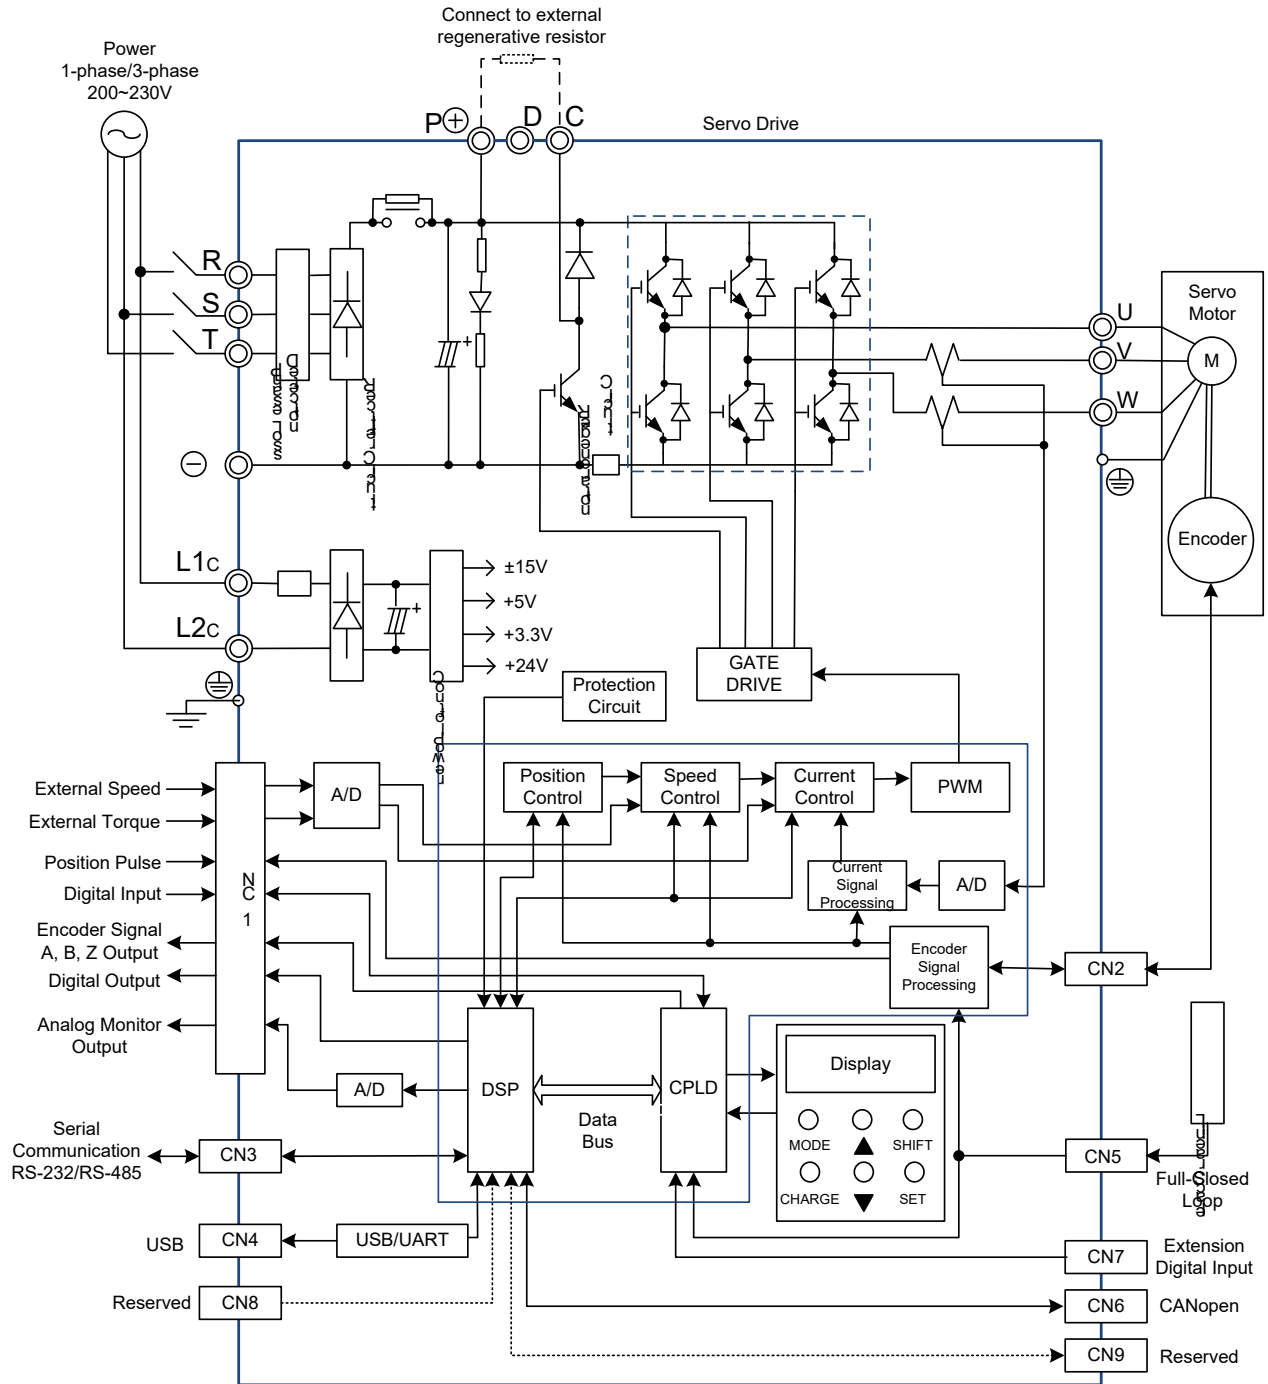 Connect to external
regenerative resistor
Power
1-phase/3-phase
200~230V
P
D
C
Servo Drive
R
S
T
U
V
W
Servo
Motor
M
Encoder
L1C
L2C
±15V
+5V
+3.3V
+24V
GATE
DRIVE
Protection
Circuit
Position
Control
Speed
Control
Current
Control
PWM
External Speed
External Torque
Position Pulse
Digital Input
Encoder Signal
A, B, Z Output
Digital Output
Analog Monitor
Output
A/D
NC
1
Current
Signal
Processing
A/D
Encoder
Signal
Processing
CN2
Display
MODE
SHIFT
CHARGE
SET
DSP
Data
Bus
CPLD
A/D
Serial
Communication
RS-232/RS-485
CN3
CN5
Full-Closed
Loop
USB
CN4
USB/UART
CN7
Extension
Digital Input
Reserved
CN8
CN6
CANopen
CN9
Reserved